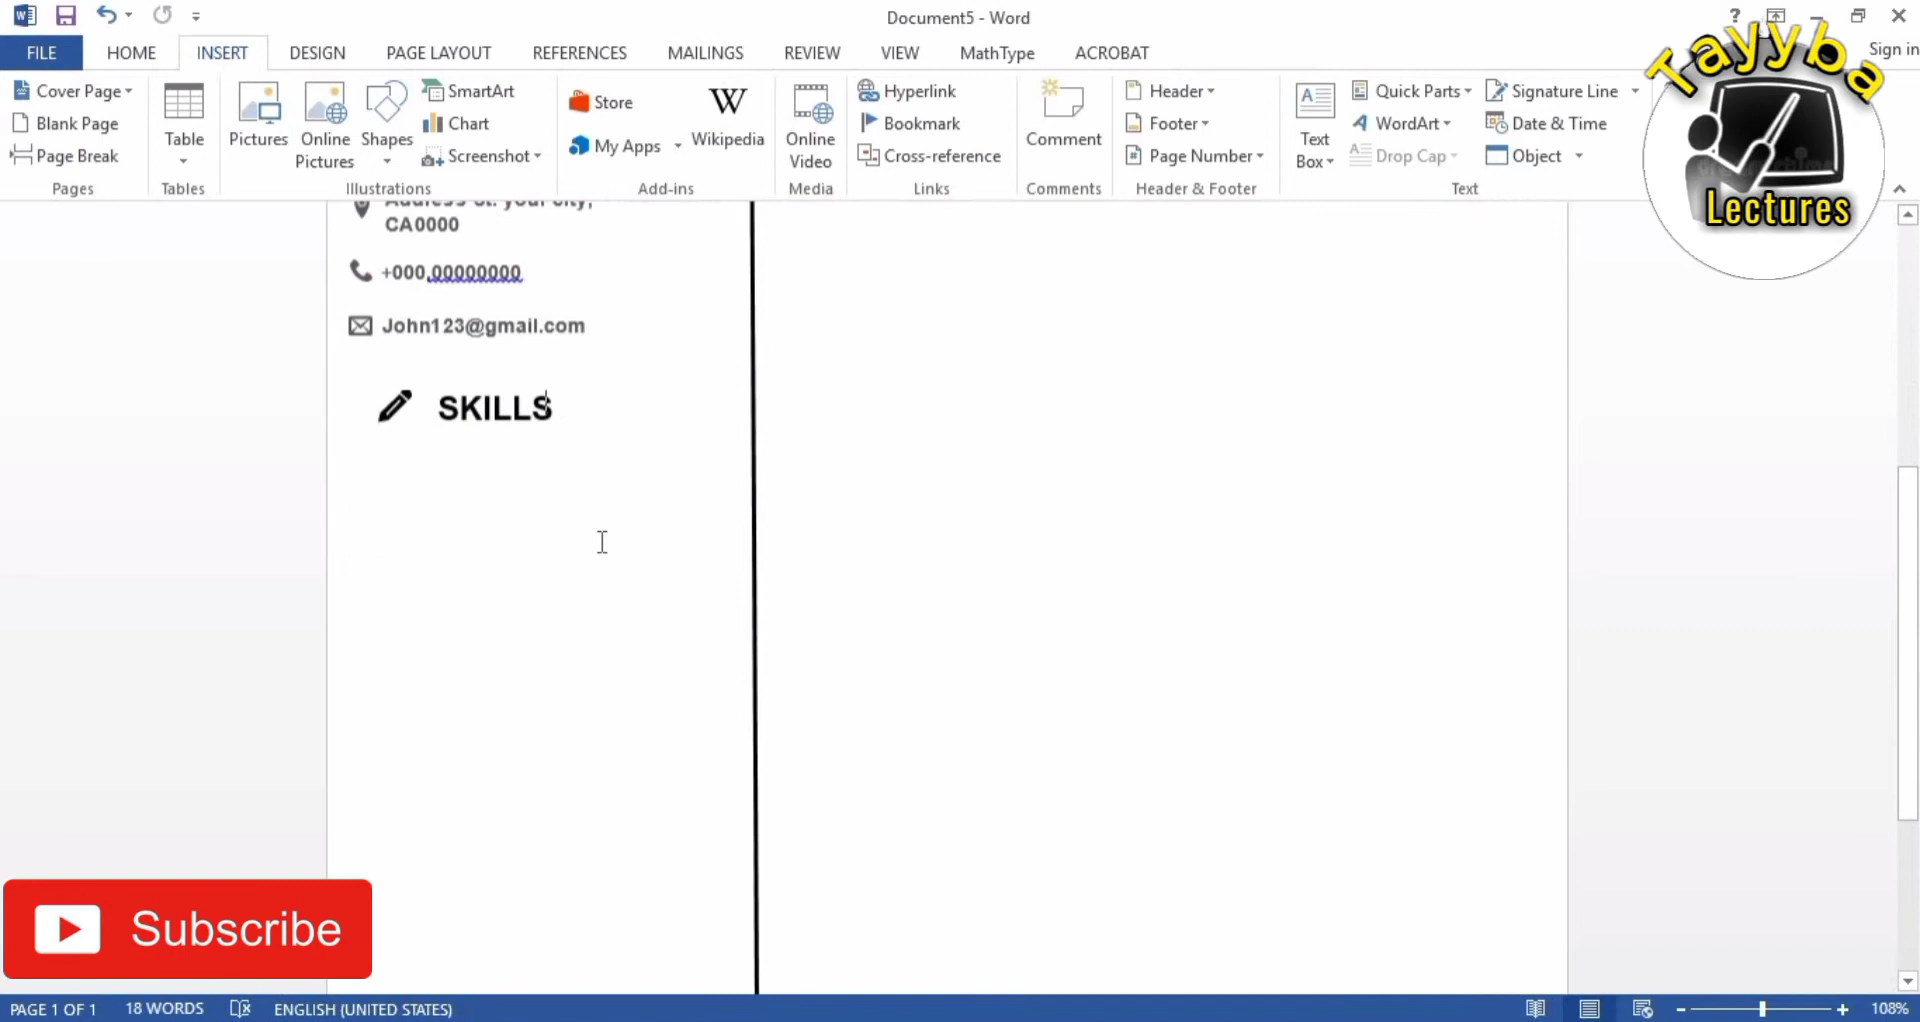 Document5 - Word
?
Sign in
FILE HOME INSERT DESIGN PAGE LAYOUT REFERENCES MAILINGS REVIEW VIEW MathType ACROBAT
Cover Page
Blank Page
Page Break
Pages
Table
Tables
Pictures
Online Pictures
Shapes
SmartArt
Chart
Screenshot
Illustrations
Store
My Apps
W
Wikipedia
Add-ins
Online Video
Media
Hyperlink
Bookmark
Cross-reference
Links
Comment
Comments
Header
Footer
Page Number
Header & Footer
Text Box
Quick Parts
WordArt
Drop Cap
Signature Line
Date & Time
Object
Text
Tayyba
Lectures
Address St. your city,
CA0000
+000,00000000
John123@gmail.com
SKILLS
Subscribe
PAGE 1 OF 1 18 WORDS ENGLISH (UNITED STATES) 108%